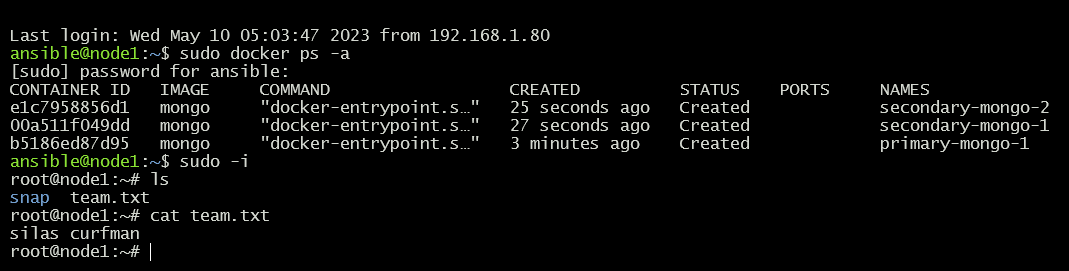 Last login: Wed May 10 05:03:47 2023 from 192.168.1.80
ansible@node1:~$ sudo docker ps -a
[sudo] password for ansible:
CONTAINER ID   IMAGE     COMMAND                  CREATED          STATUS    PORTS     NAMES
e1c7958856d1   mongo     "docker-entrypoint.s…"   25 seconds ago   Created             secondary-mongo-2
00a511f049dd   mongo     "docker-entrypoint.s…"   27 seconds ago   Created             secondary-mongo-1
b5186ed87d95   mongo     "docker-entrypoint.s…"   3 minutes ago    Created             primary-mongo-1
ansible@node1:~$ sudo -i
root@node1:~# ls
snap  team.txt
root@node1:~# cat team.txt
silas curfman
root@node1:~#